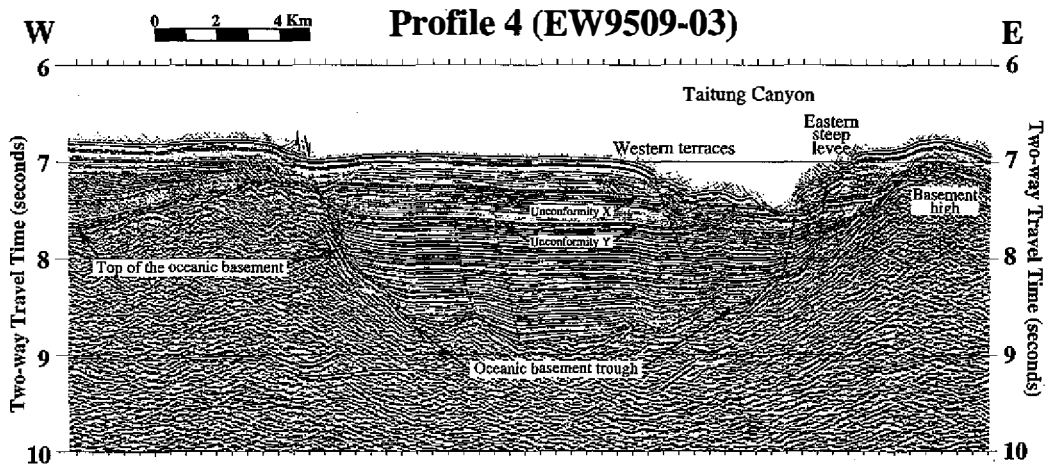 Profile 4 (EW9509-03)
W
0 2 4 Km
E
6
6
Taitung Canyon
Eastern
steep
levee
Western terraces
7
7
Basement
high
Unconformity X
Unconformity Y
8
8
Top of the oceanic basement
9
9
Oceanic basement trough
10
10
Two-way Travel Time (seconds)
Two-way Travel Time (seconds)